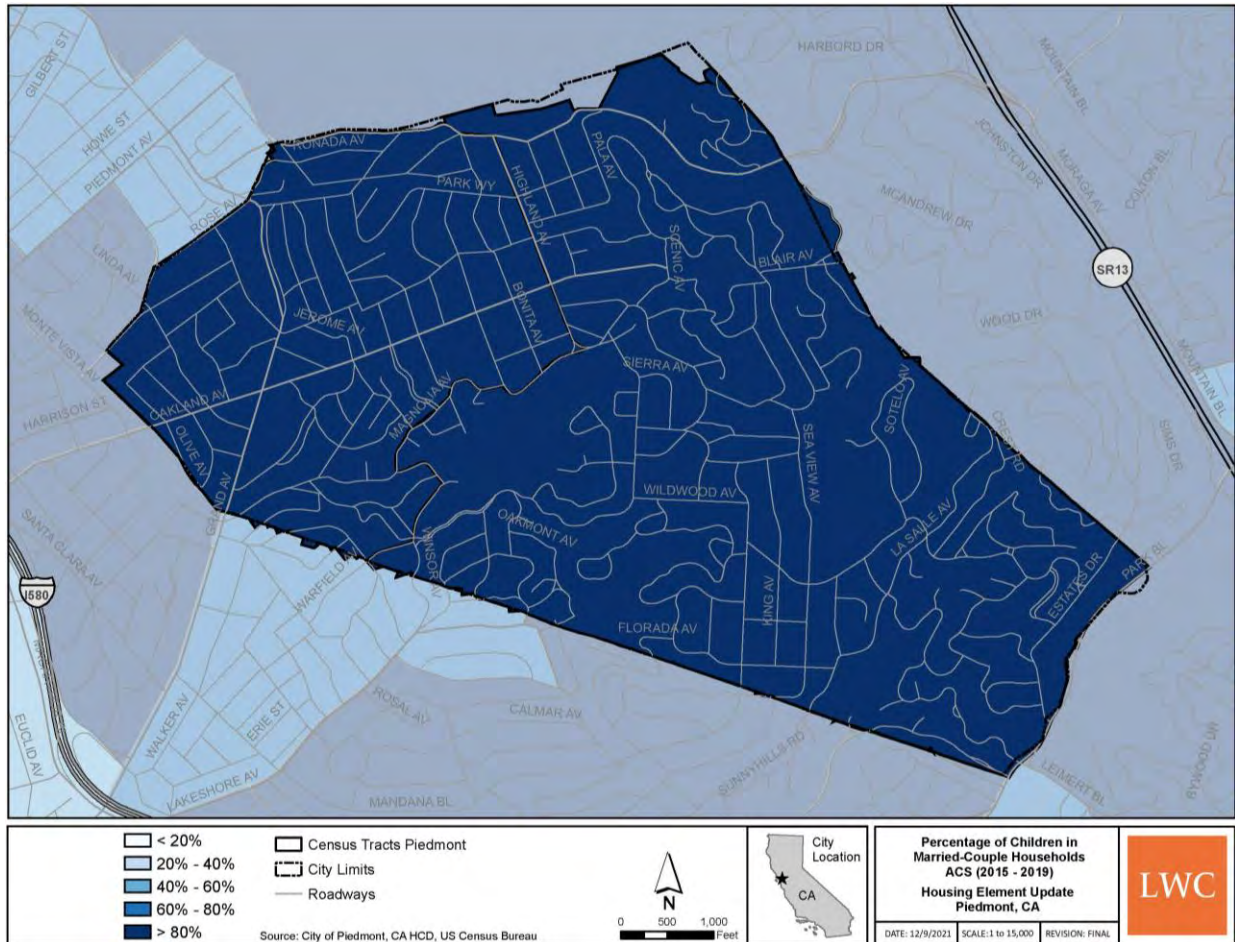 GILBERT ST
HOWE ST
PIEDMONT AV
HARBORD DR
MOUNTAIN BL
JOHNSTON DR
MORAGA AV
COLTON BL
RONADA AV
PARK WY
HIGHLAND AV
PALA AV
MCANDREW DR
ROSE AV
LINDA AV
SCENIC AV
BLAIR AV
SR13
MONTE VISTA AV
JEROME AV
BONITA AV
WOOD DR
MOUNTAIN BL
SIERRA AV
HARRISON ST
OAKLAND AV
MAGNOLIA AV
OLIVE AV
SOTELO AV
CREST RD
SIMS DR
SEA VIEW AV
GRAND AV
WILDWOOD AV
OAKMONT AV
LA SALLE AV
SANTA CLARA AV
WINSOR AV
WARFIELD AV
PARK BL
ESTATES DR
I580
KING AV
FLORADA AV
EUCLID AV
WALKER AV
ERIE ST
ROSAL AV
CALMAR AV
SUNNYHILLS RD
LEIMERT BL
LAKESHORE AV
MANDANA BL
< 20%
20% - 40%
40% - 60%
60% - 80%
> 80%
Census Tracts Piedmont
City Limits
Roadways
Source: City of Piedmont, CA HCD, US Census Bureau
N
0 500 1,000
Feet
City
Location
CA
Percentage of Children in
Married-Couple Households
ACS (2015 - 2019)
Housing Element Update
Piedmont, CA
DATE: 12/9/2021 SCALE:1 to 15,000 REVISION: FINAL
LWC